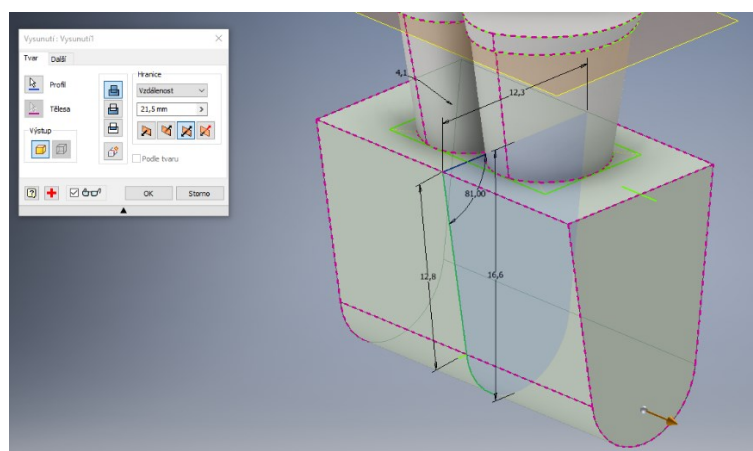 Vysunutí : Vysunutí1
Tvar Další
Profil
Tělesa
Výstup
Hranice
Vzdálenost
21,5 mm
Podle tvaru
OK Storno
4,1
12,3
81,00
12,8
16,6